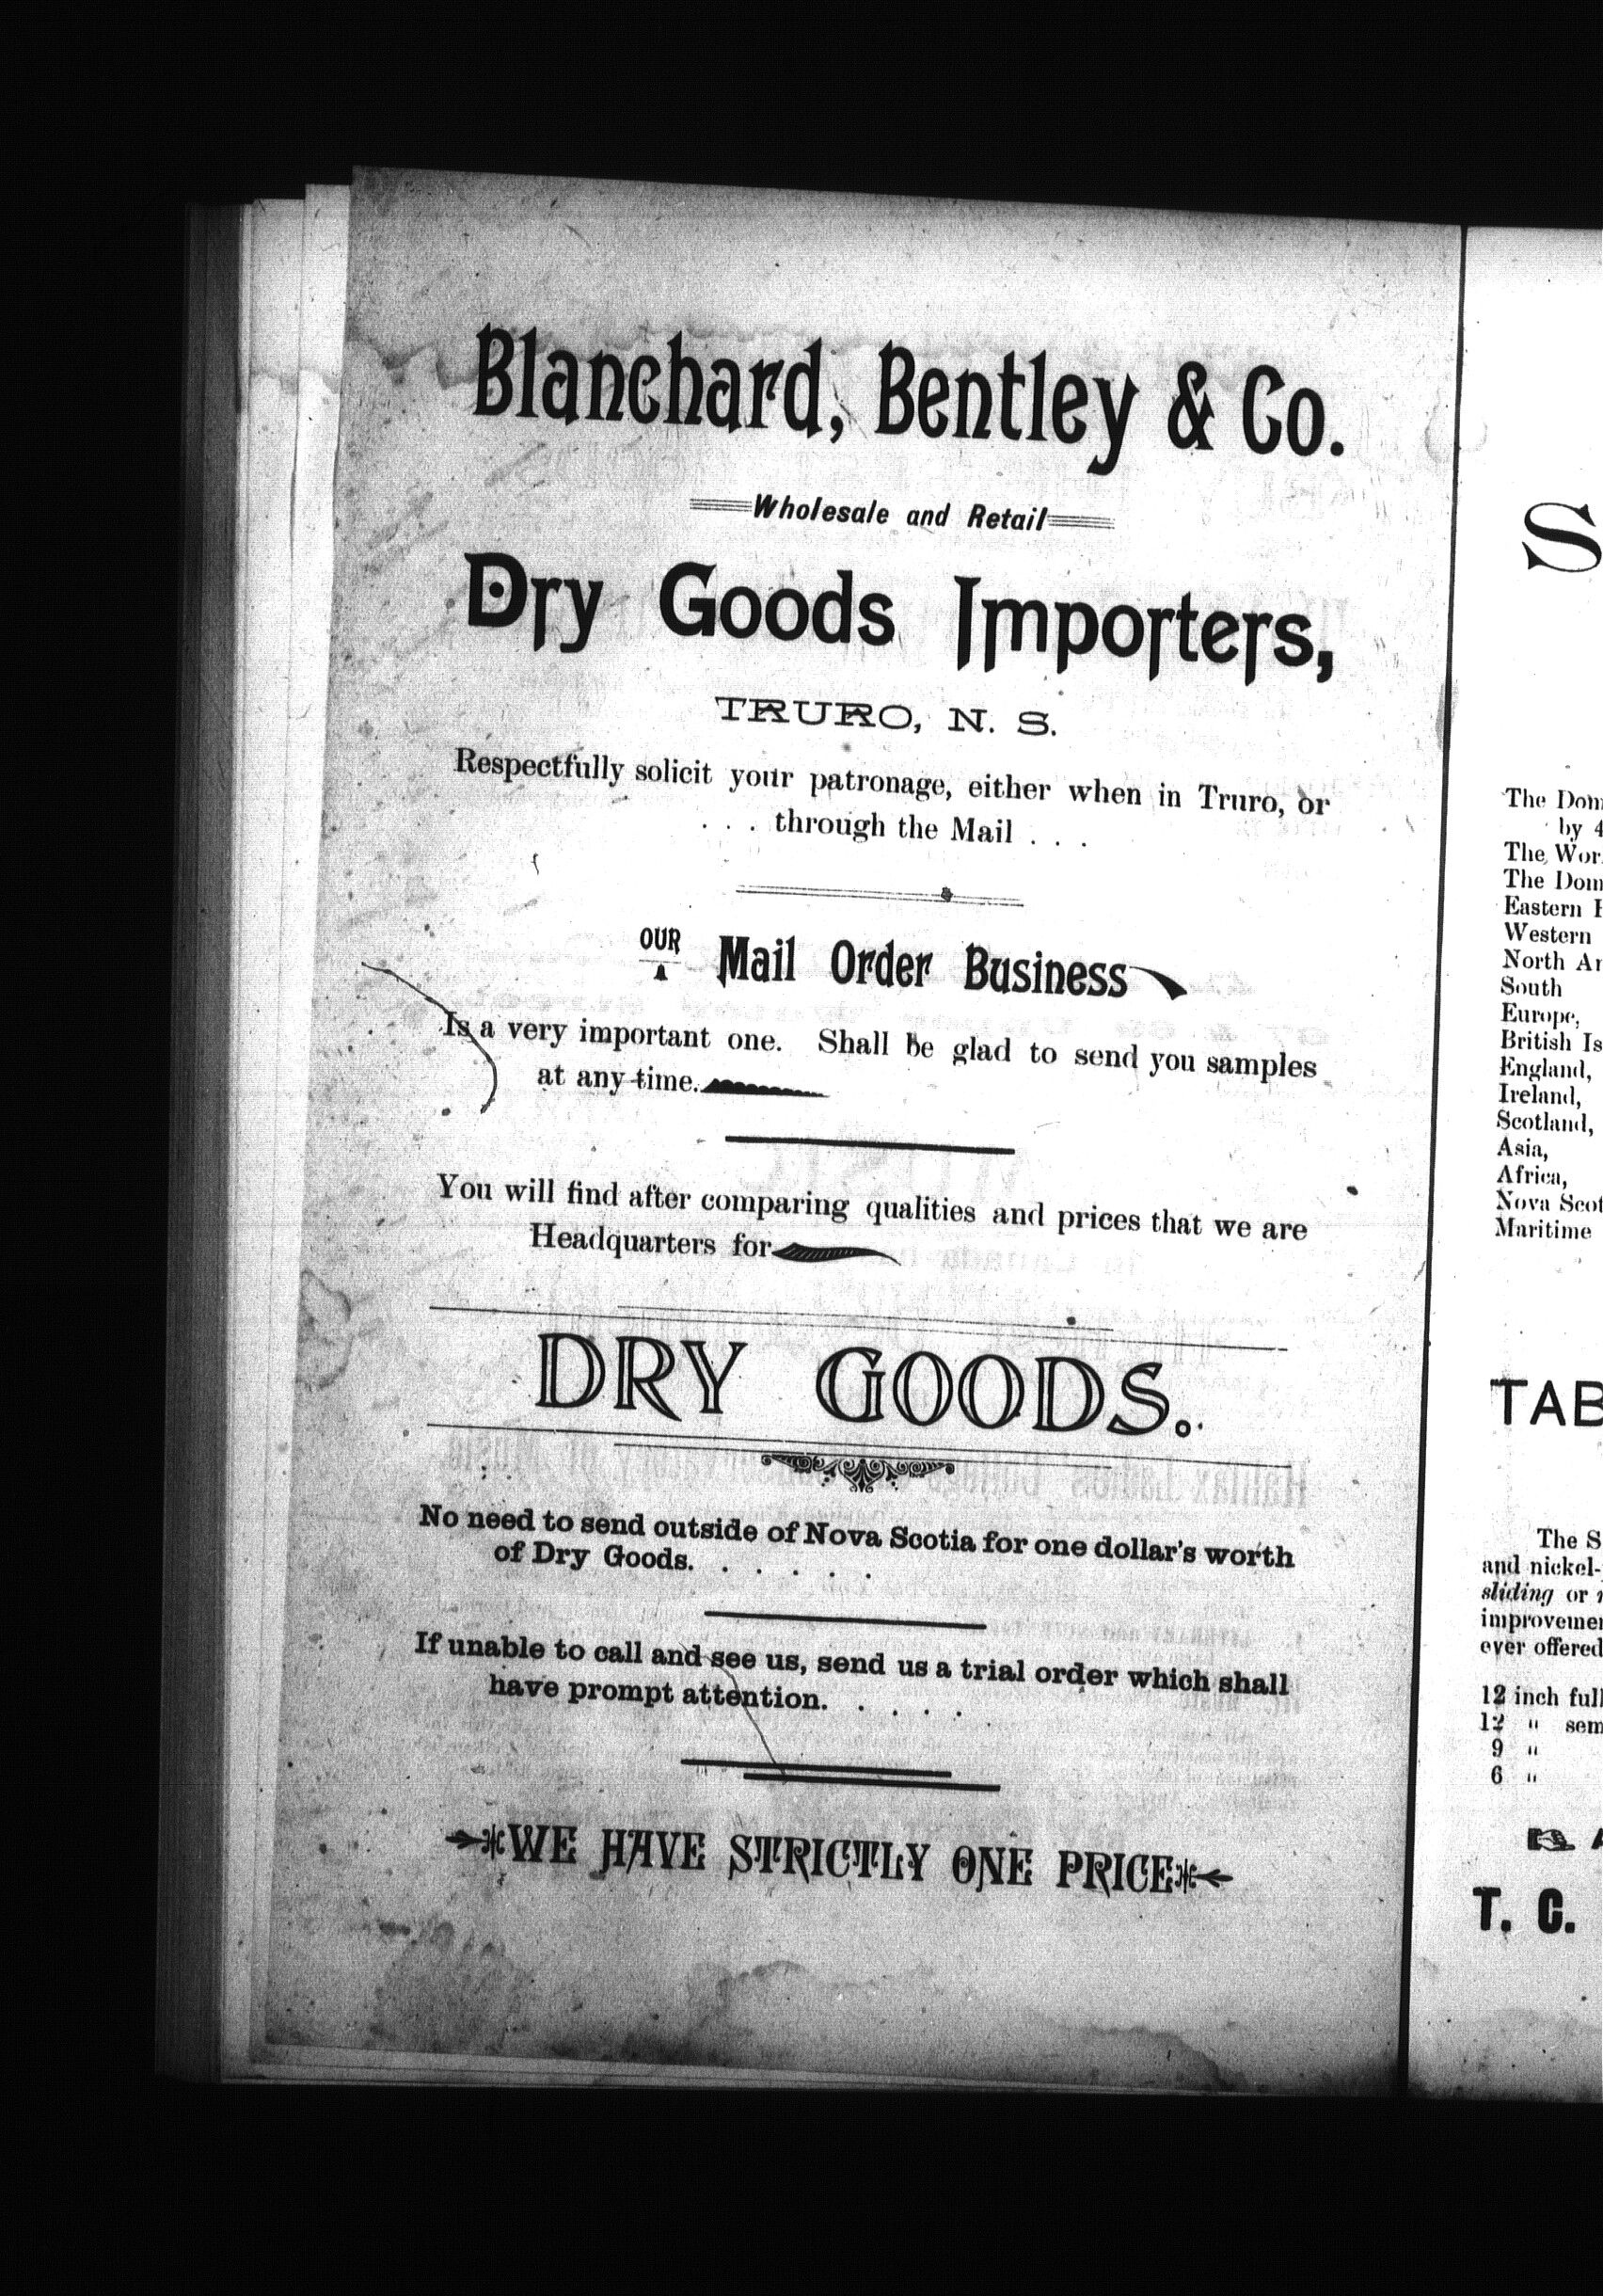 Blanchard, Bentley & Co.
Wholesale and Retail
Dry Goods Importers,
TRURO, N. S.
Respectfully solicit your patronage, either when in Truro, or
. . . through the Mail . . .
OUR Mail Order Business
Is a very important one. Shall be glad to send you samples
at any time.
You will find after comparing qualities and prices that we are
Headquarters for
DRY GOODS.
No need to send outside of Nova Scotia for one dollar's worth
of Dry Goods. . . . . .
If unable to call and see us, send us a trial order which shall
have prompt attention. . . . . .
WE HAVE STRICTLY ONE PRICE
S
The Dom
by 4
The Wor
The Dom
Eastern
Western
North Am
South
Europe,
British Is
England,
Ireland,
Scotland,
Asia,
Africa,
Nova Scot
Maritime
TAB
The S
and nickel-
sliding or
improvemen
ever offered
12 inch full
12 " sem
9 "
6 "
T. C.